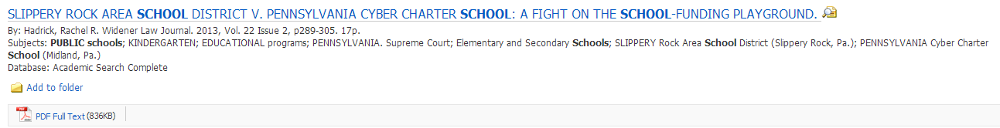 SLIPPERY ROCK AREA SCHOOL DISTRICT V. PENNSYLVANIA CYBER CHARTER SCHOOL: A FIGHT ON THE SCHOOL-FUNDING PLAYGROUND.
By: Hadrick, Rachel R. Widener Law Journal. 2013, Vol. 22 Issue 2, p289-305. 17p.
Subjects: PUBLIC schools; KINDERGARTEN; EDUCATIONAL programs; PENNSYLVANIA. Supreme Court; Elementary and Secondary Schools; SLIPPERY Rock Area School District (Slippery Rock, Pa.); PENNSYLVANIA Cyber Charter
School (Midland, Pa.)
Database: Academic Search Complete
Add to folder
PDF Full Text (836KB)